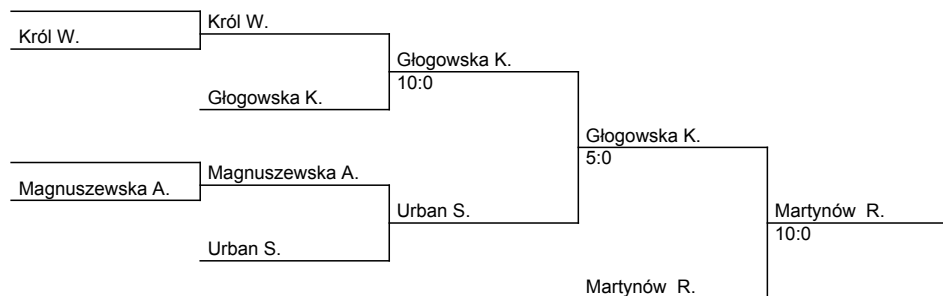 Król W.
Król W.
Głogowska K.
10:0
Głogowska K.
Głogowska K.
5:0
Magnuszewska A.
Magnuszewska A.
Urban S.
Martynów R.
10:0
Urban S.
Martynów R.